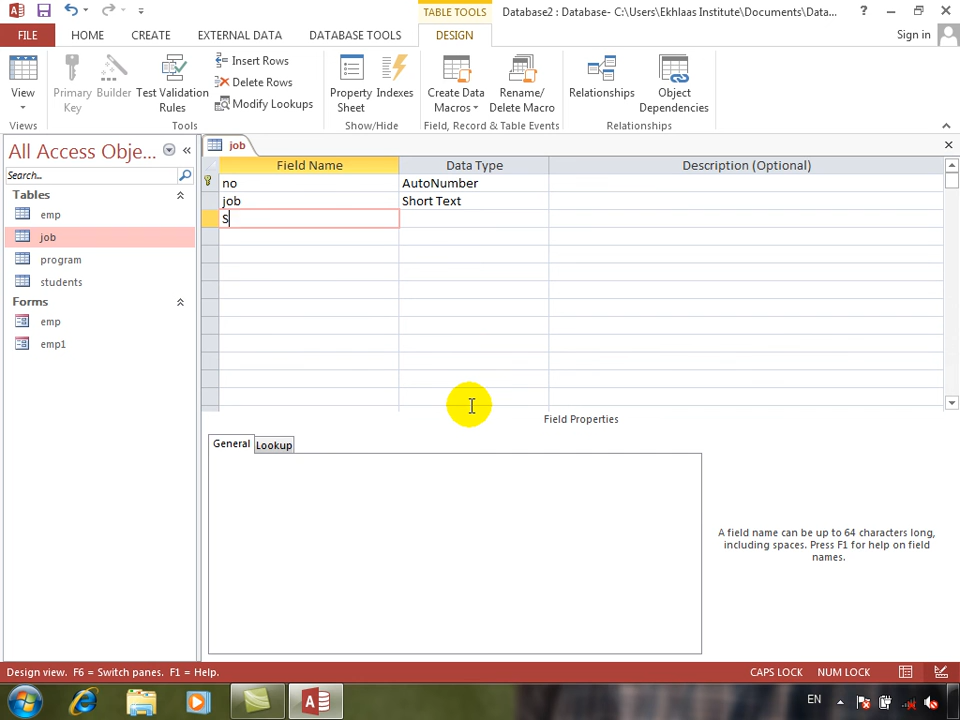 TABLE TOOLS
Database2 : Database- C:\Users\Ekhlaas Institute\Documents\Data...
FILE
HOME
CREATE
EXTERNAL DATA
DATABASE TOOLS
DESIGN
Sign in
View
Primary Key
Builder
Test Validation Rules
Insert Rows
Delete Rows
Modify Lookups
Property Sheet
Indexes
Create Data Macros
Rename/ Delete Macro
Relationships
Object Dependencies
Views
Tools
Show/Hide
Field, Record & Table Events
Relationships
All Access Obje...
Search...
Tables
emp
job
program
students
Forms
emp
emp1
job
Field Name
Data Type
Description (Optional)
no
AutoNumber
job
Short Text
S
Field Properties
General
Lookup
A field name can be up to 64 characters long,
including spaces. Press F1 for help on field
names.
Design view. F6 = Switch panes. F1 = Help.
CAPS LOCK
NUM LOCK
EN